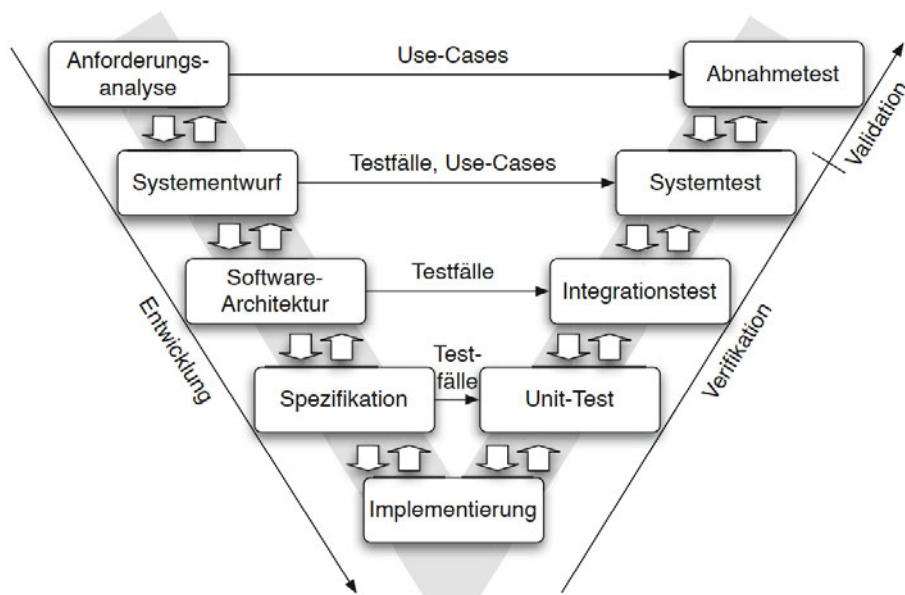 Anforderungs-
analyse
Use-Cases
Abnahmetest
Validation
Systementwurf
Testfälle, Use-Cases
Systemtest
Software-
Architektur
Testfälle
Integrationstest
Entwicklung
Verifikation
Spezifikation
Test-
fälle
Unit-Test
Implementierung